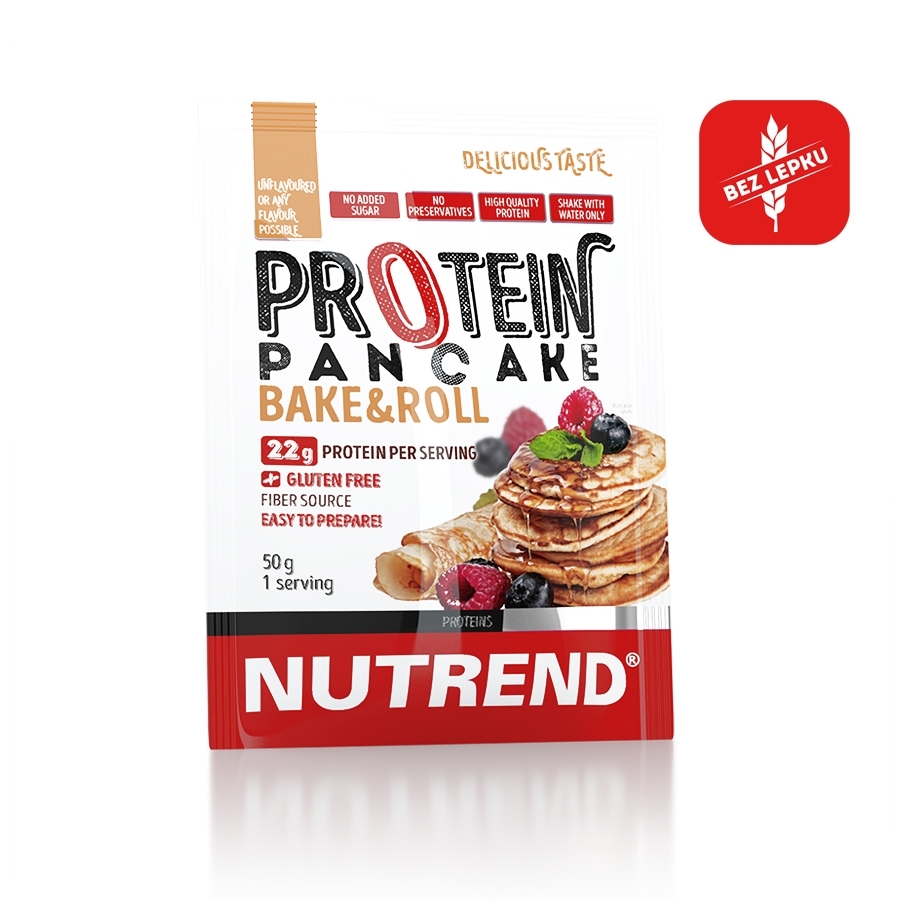 DELICIOUS TASTE
UNFLAVOURED
OR ANY
FLAVOUR
POSSIBLE
NO ADDED
SUGAR
NO
PRESERVATIVES
HIGH QUALITY
PROTEIN
SHAKE WITH
WATER ONLY
BEZ LEPKU
PROTEIN
PANCAKE
BAKE&ROLL
22g PROTEIN PER SERVING
+ GLUTEN FREE
FIBER SOURCE
EASY TO PREPARE!
50 g
1 serving
PROTEINS
NUTREND®